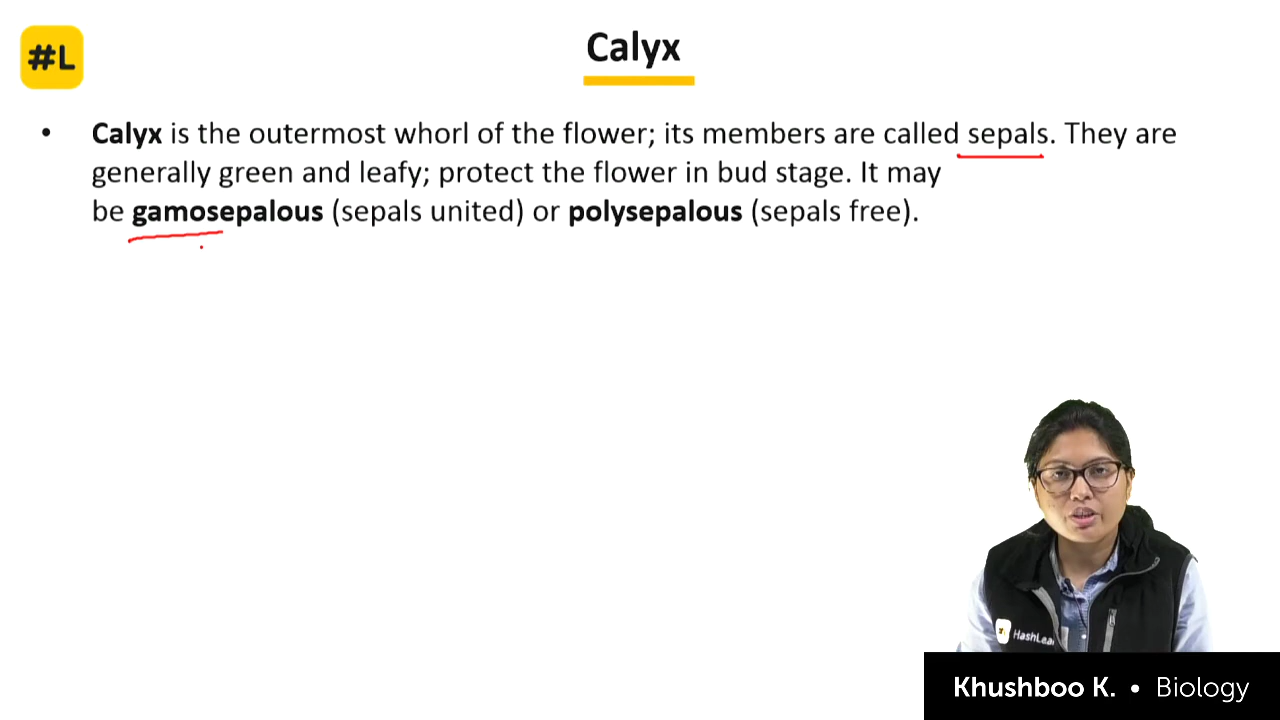 #L
Calyx
• Calyx is the outermost whorl of the flower; its members are called sepals. They are
generally green and leafy; protect the flower in bud stage. It may
be gamosepalous (sepals united) or polysepalous (sepals free).
Khushboo K. • Biology